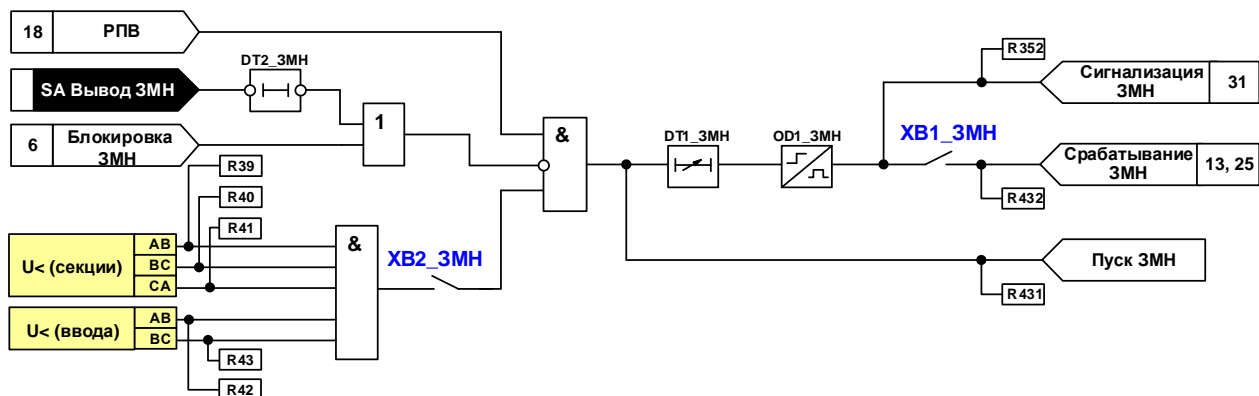 18 РПВ
SA Вывод ЗМН
DT2_ЗМН
6 Блокировка
ЗМН
1
R39
R40
R41
U< (секции)
AB
BC
CA
U< (ввода)
AB
BC
R43
R42
&
XB2_ЗМН
&
DT1_ЗМН
OD1_ЗМН
XB1_ЗМН
R352
Сигнализация
ЗМН
31
Срабатывание
ЗМН
13, 25
R432
Пуск ЗМН
R431